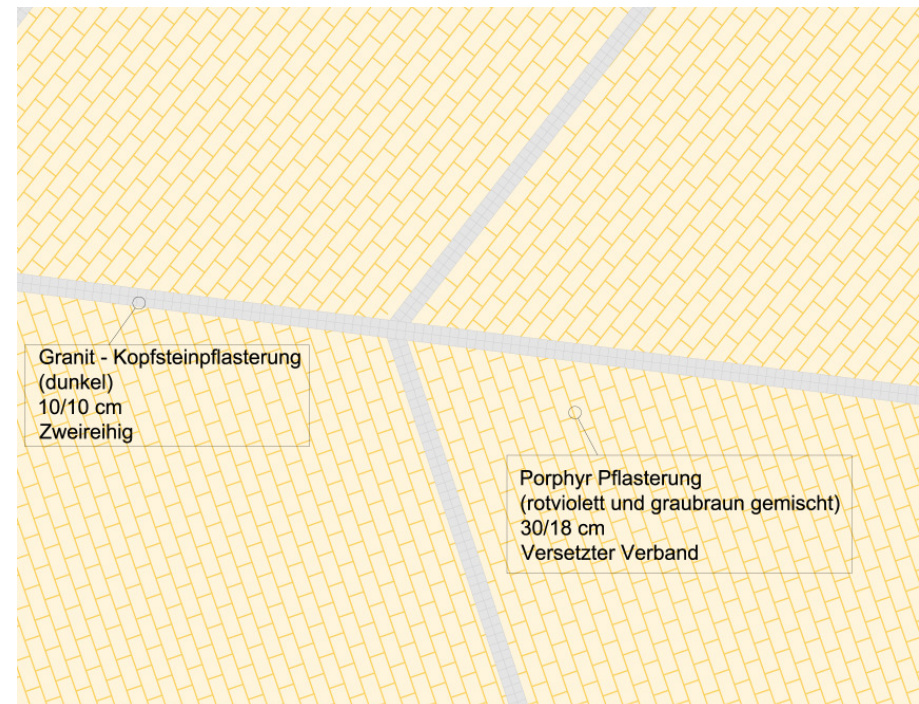 Granit - Kopfsteinpflasterung
(dunkel)
10/10 cm
Zweireihig
Porphyr Pflasterung
(rotviolett und graubraun gemischt)
30/18 cm
Versetzter Verband